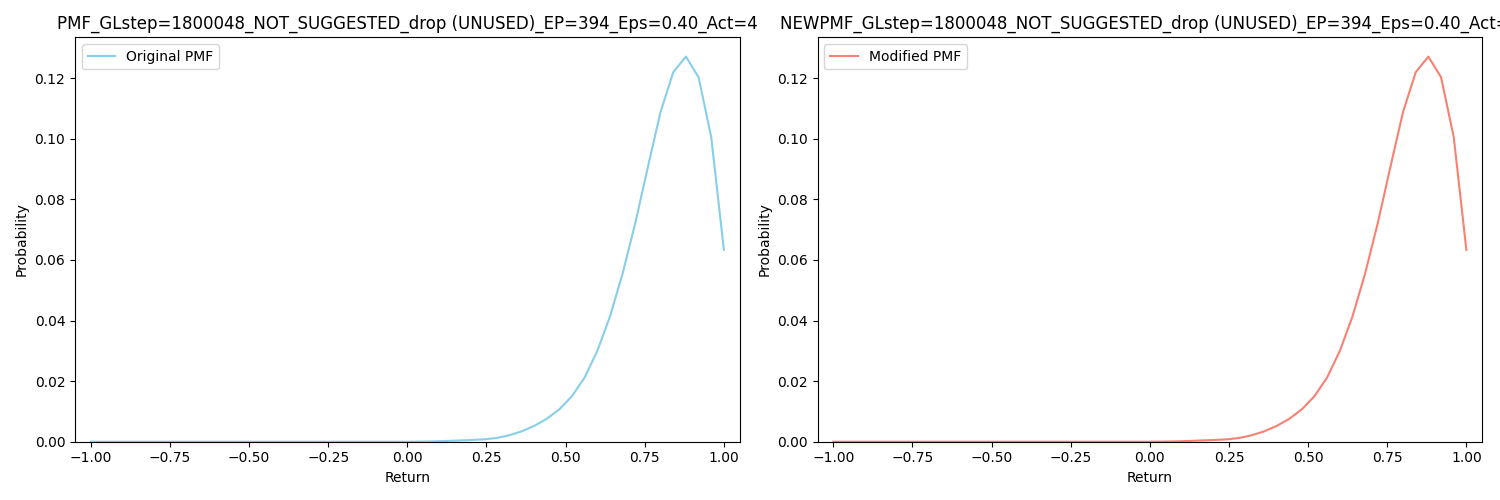 PMF_GLstep=1800048_NOT_SUGGESTED_drop (UNUSED)_EP=394_Eps=0.40_Act=4
Original PMF
Probability
0.12
0.10
0.08
0.06
0.04
0.02
0.00
−1.00 −0.75 −0.50 −0.25 0.00 0.25 0.50 0.75 1.00
Return
NEWPMF_GLstep=1800048_NOT_SUGGESTED_drop (UNUSED)_EP=394_Eps=0.40_Act=
Modified PMF
Probability
0.12
0.10
0.08
0.06
0.04
0.02
0.00
−1.00 −0.75 −0.50 −0.25 0.00 0.25 0.50 0.75 1.00
Return